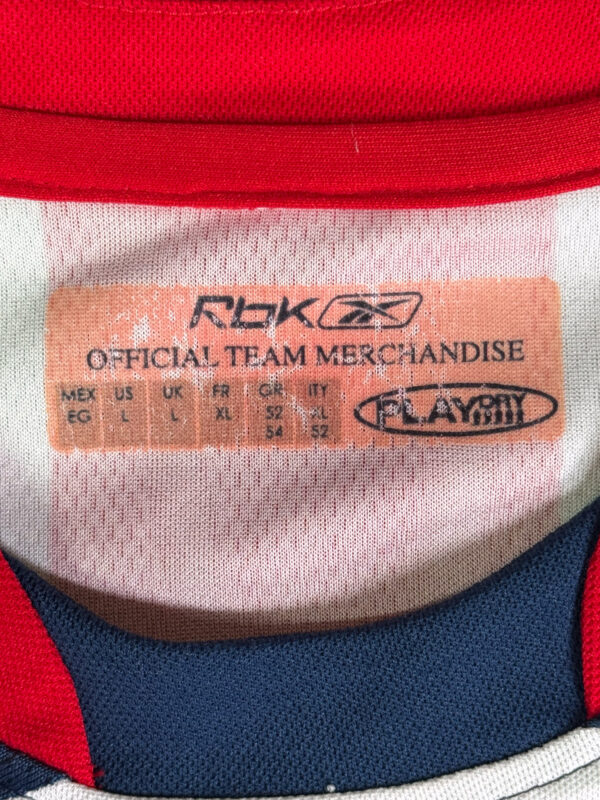 Rbk
OFFICIAL TEAM MERCHANDISE
MEX US UK FR GR ITY
EG L L XL 52 XL
54 52
PLAYDRY